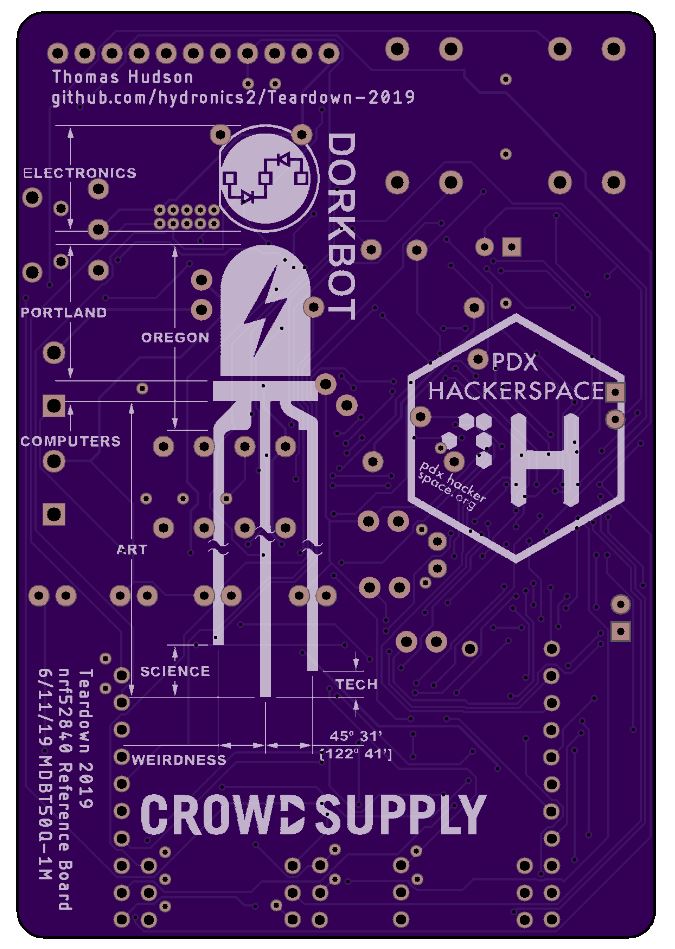 Thomas Hudson
github.com/hydronics2/Teardown-2019
ELECTRONICS
DORKBOT
PORTLAND
OREGON
PDX
HACKERSPACE
H
pdx hacker
space.org
COMPUTERS
ART
SCIENCE
TECH
45° 31'
[122° 41']
WEIRDNESS
CROWD SUPPLY
Teardown 2019
nrf52840 Reference Board
6/11/19 MDBT50Q-1M